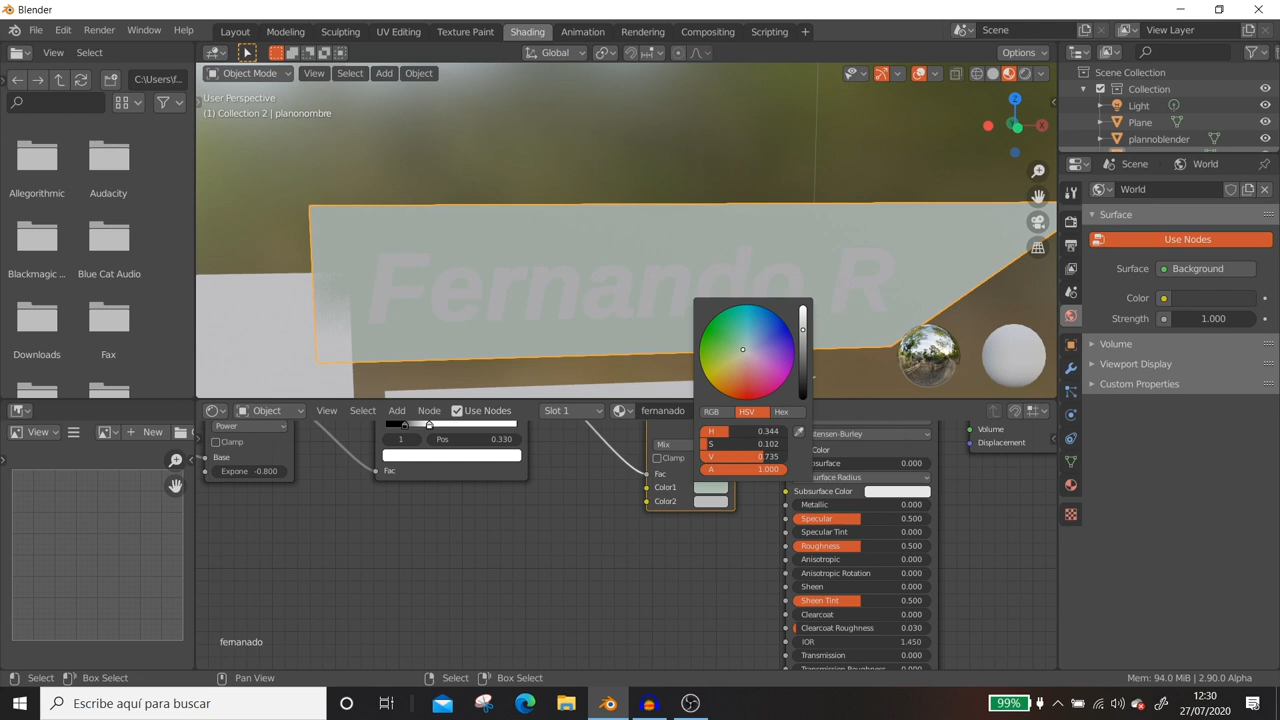 Blender
File Edit Render Window Help
Layout Modeling Sculpting UV Editing Texture Paint Shading Animation Rendering Compositing Scripting
Scene View Layer
View Select
Global Options
C:\Users\f...
Object Mode View Select Add Object
User Perspective
(1) Collection 2 | planonombre
Scene Collection
Collection
Light
Plane
plannoblender
Scene World
World
Surface
Use Nodes
Surface: Background
Color
Strength 1.000
Volume
Viewport Display
Custom Properties
Allegorithmic Audacity
Blackmagic ... Blue Cat Audio
Downloads Fax
Fernando R
X
Z
RGB HSV Hex
H 0.344
S 0.102
V 0.735
A 1.000
View New
Object View Select Add Node Use Nodes Slot 1 fernando
Power
Clamp
Base
Expone -0.800
1 Pos 0.330
Fac
Mix
Clamp
Fac
Color1
Color2
stensen-Burley
Color
surface 0.000
surface Radius
Subsurface Color
Metallic 0.000
Specular 0.500
Specular Tint 0.000
Roughness 0.500
Anisotropic 0.000
Anisotropic Rotation 0.000
Sheen 0.000
Sheen Tint 0.500
Clearcoat 0.000
Clearcoat Roughness 0.030
IOR 1.450
Transmission 0.000
Transmission Roughness 0.000
Volume
Displacement
fernanado
Select Box Select Pan View Select Box Select
Mem: 94.0 MiB | 2.90.0 Alpha
Escribe aquí para buscar
99%
12:30
27/07/2020